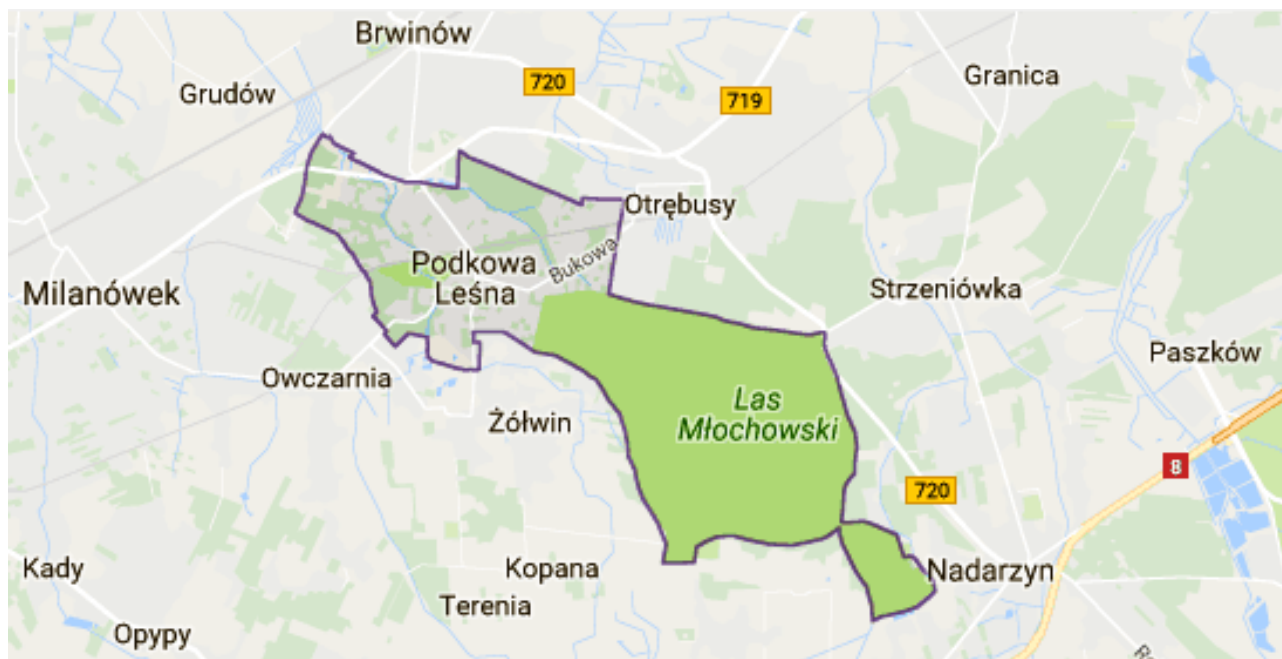 Brwinów
Granica
720
Grudów
719
Otrębusy
Bukowa
Podkowa
Leśna
Milanówek
Strzeniówka
Paszków
Owczarnia
Las
Młochowski
Żółwin
8
720
Kady
Kopana
Nadarzyn
Terenia
Opypy